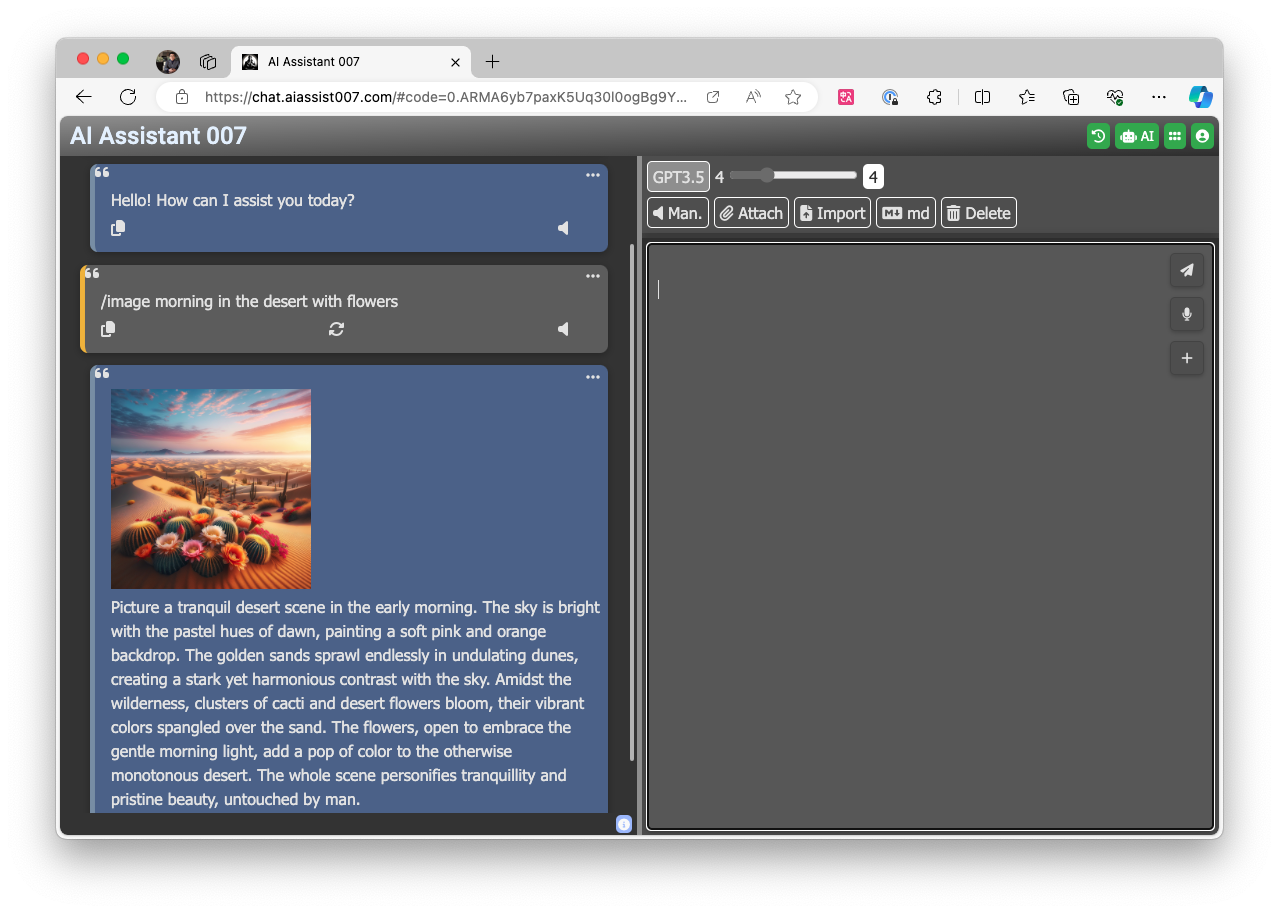 AI Assistant 007
https://chat.aiassist007.com/#code=0.ARMA6yb7paxK5Uq30l0ogBg9Y...
AI Assistant 007
AI
Hello! How can I assist you today?
/image morning in the desert with flowers
Picture a tranquil desert scene in the early morning. The sky is bright
with the pastel hues of dawn, painting a soft pink and orange
backdrop. The golden sands sprawl endlessly in undulating dunes,
creating a stark yet harmonious contrast with the sky. Amidst the
wilderness, clusters of cacti and desert flowers bloom, their vibrant
colors spangled over the sand. The flowers, open to embrace the
gentle morning light, add a pop of color to the otherwise
monotonous desert. The whole scene personifies tranquillity and
pristine beauty, untouched by man.
GPT3.5 4 4
Man. Attach Import md Delete